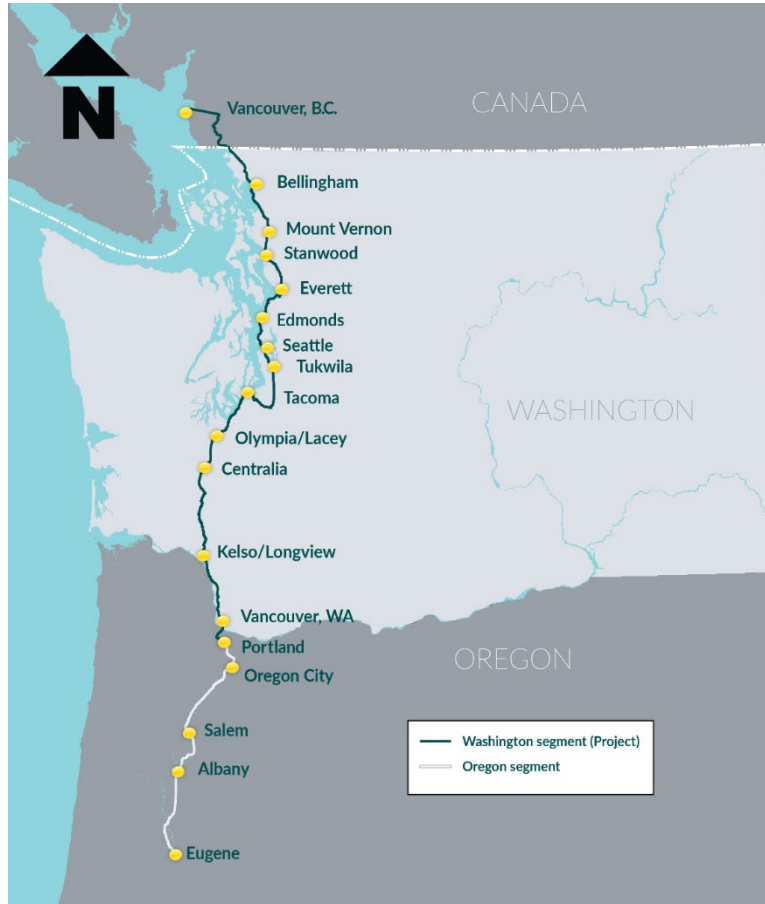 N
CANADA
Vancouver, B.C.
Bellingham
Mount Vernon
Stanwood
Everett
Edmonds
Seattle
Tukwila
Tacoma
WASHINGTON
Olympia/Lacey
Centralia
Kelso/Longview
Vancouver, WA
Portland
OREGON
Oregon City
Salem
Washington segment (Project)
Oregon segment
Albany
Eugene